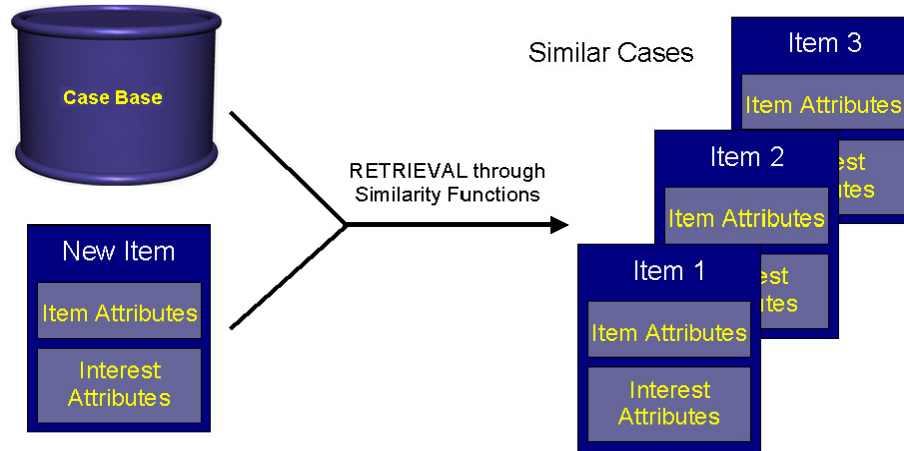 Case Base
New Item
Item Attributes
Interest
Attributes
RETRIEVAL through
Similarity Functions
Similar Cases
Item 3
Item Attributes
Item 2
Item Attributes
Item 1
Item Attributes
Interest
Attributes